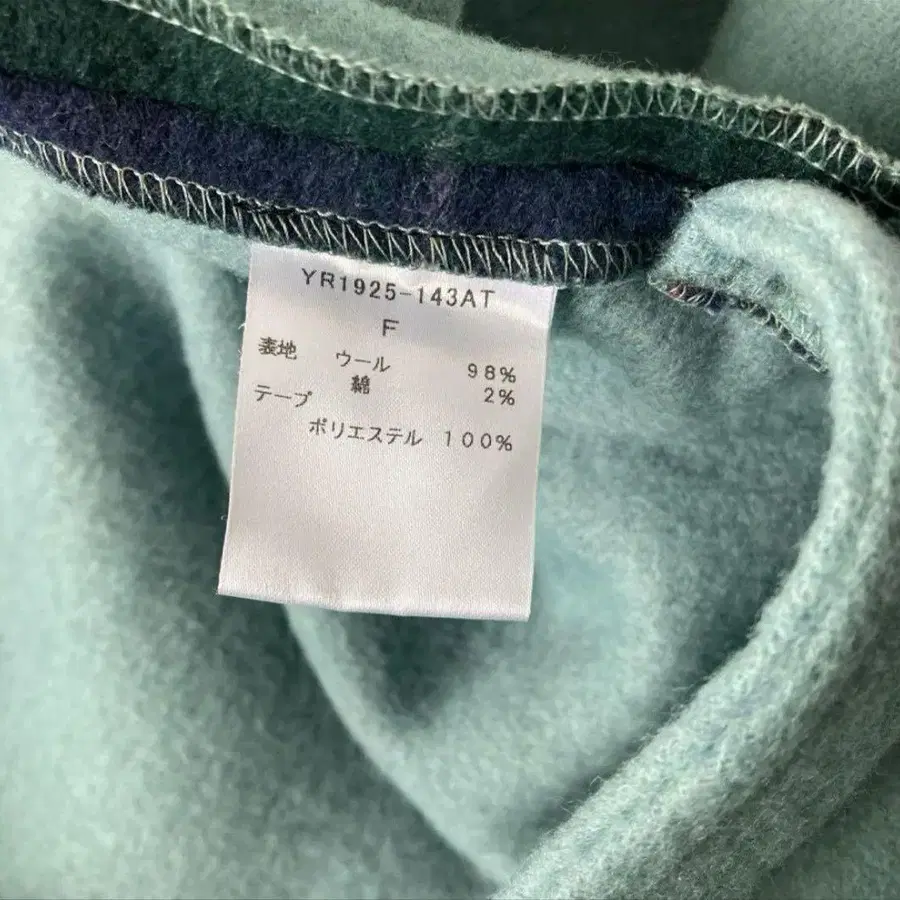 YR1925-143AT
F
表地 ウール 98%
綿 2%
テープ
ポリエステル 100%